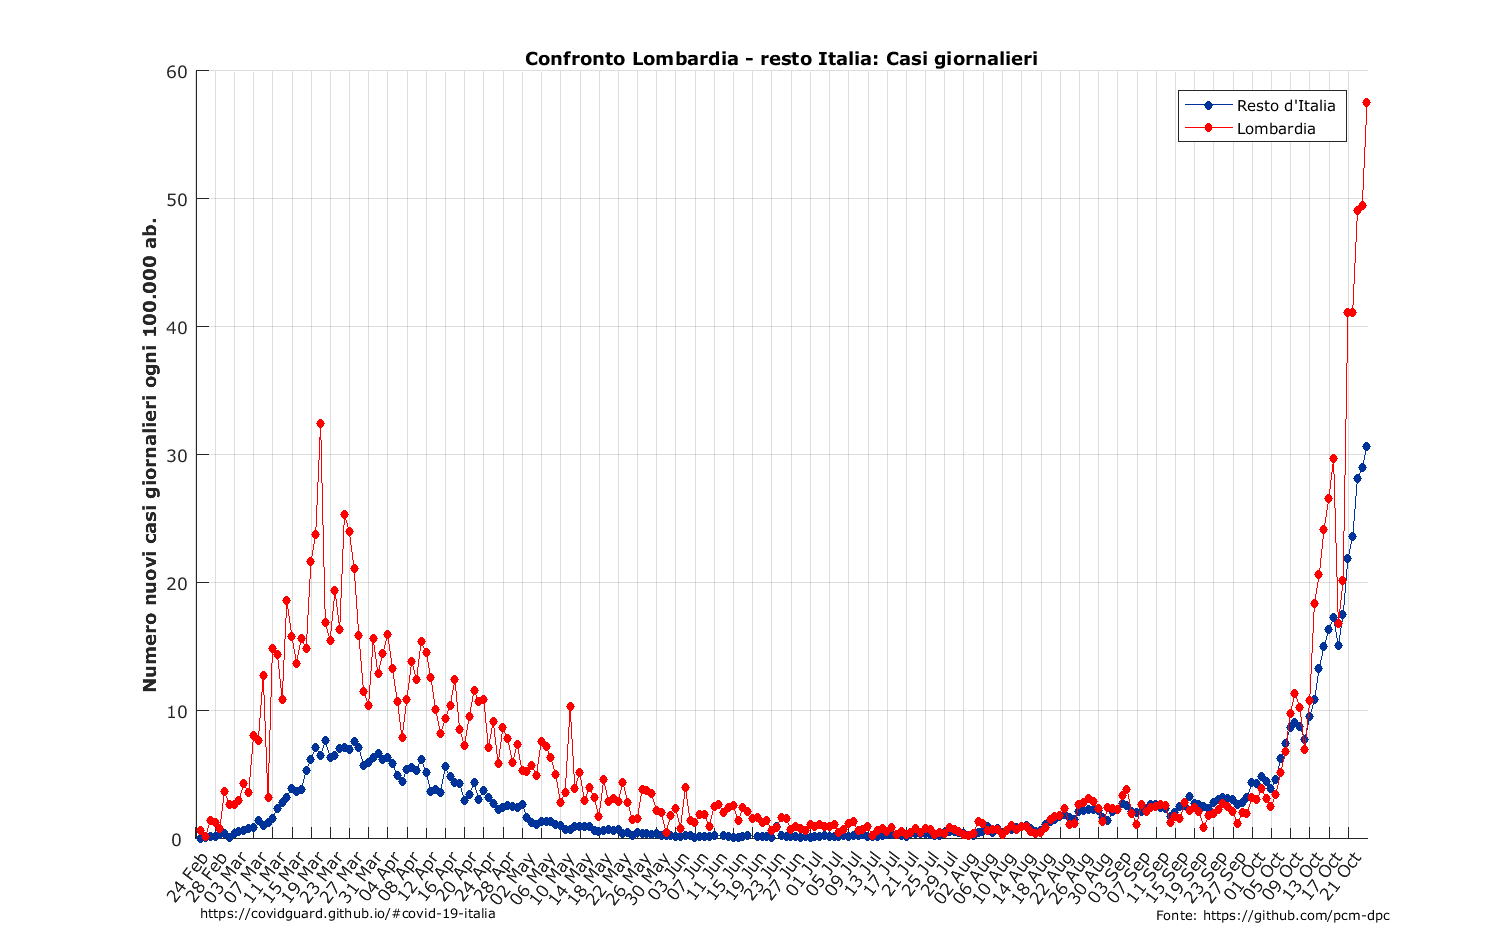 Confronto Lombardia - resto Italia: Casi giornalieri
Resto d'Italia
Lombardia
Numero nuovi casi giornalieri ogni 100.000 ab.
60
50
40
30
20
10
0
24 Feb
28 Feb
03 Mar
07 Mar
11 Mar
15 Mar
19 Mar
23 Mar
27 Mar
31 Mar
04 Apr
08 Apr
12 Apr
16 Apr
20 Apr
24 Apr
28 Apr
02 May
06 May
10 May
14 May
18 May
22 May
26 May
30 May
03 Jun
07 Jun
11 Jun
15 Jun
19 Jun
23 Jun
27 Jun
01 Jul
05 Jul
09 Jul
13 Jul
17 Jul
21 Jul
25 Jul
29 Jul
02 Aug
06 Aug
10 Aug
14 Aug
18 Aug
22 Aug
26 Aug
30 Aug
03 Sep
07 Sep
11 Sep
15 Sep
19 Sep
23 Sep
27 Sep
01 Oct
05 Oct
09 Oct
13 Oct
17 Oct
21 Oct
https://covidguard.github.io/#covid-19-italia
Fonte: https://github.com/pcm-dpc